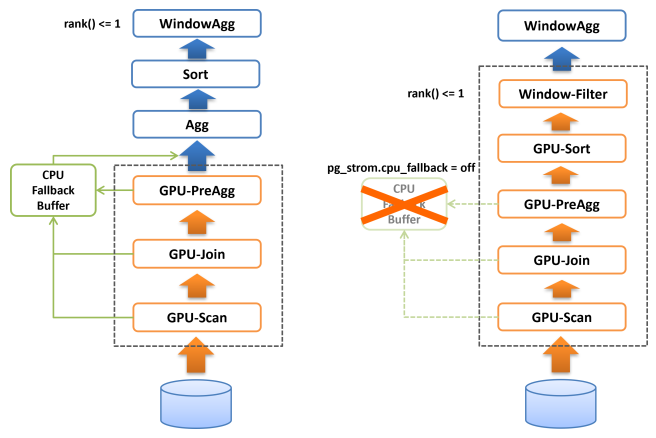 rank() <= 1
WindowAgg
Sort
Agg
CPU
Fallback
Buffer
GPU-PreAgg
GPU-Join
GPU-Scan
WindowAgg
rank() <= 1
Window-Filter
GPU-Sort
pg_strom.cpu_fallback = off
CPU
Fallback
Buffer
GPU-PreAgg
GPU-Join
GPU-Scan